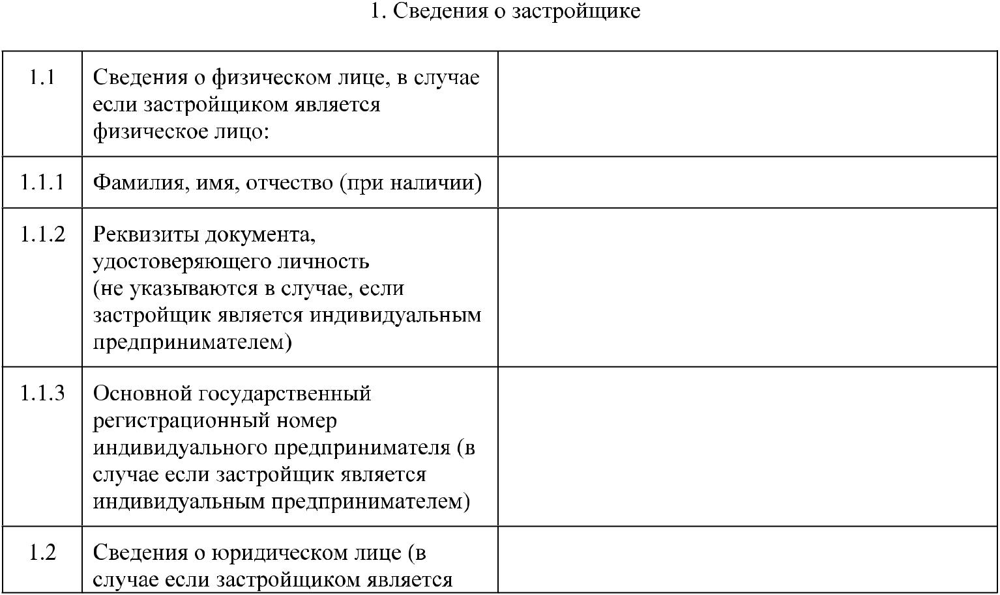 1. Сведения о застройщике
1.1 Сведения о физическом лице, в случае
если застройщиком является
физическое лицо:
1.1.1 Фамилия, имя, отчество (при наличии)
1.1.2 Реквизиты документа,
удостоверяющего личность
(не указываются в случае, если
застройщик является индивидуальным
предпринимателем)
1.1.3 Основной государственный
регистрационный номер
индивидуального предпринимателя (в
случае если застройщик является
индивидуальным предпринимателем)
1.2 Сведения о юридическом лице (в
случае если застройщиком является